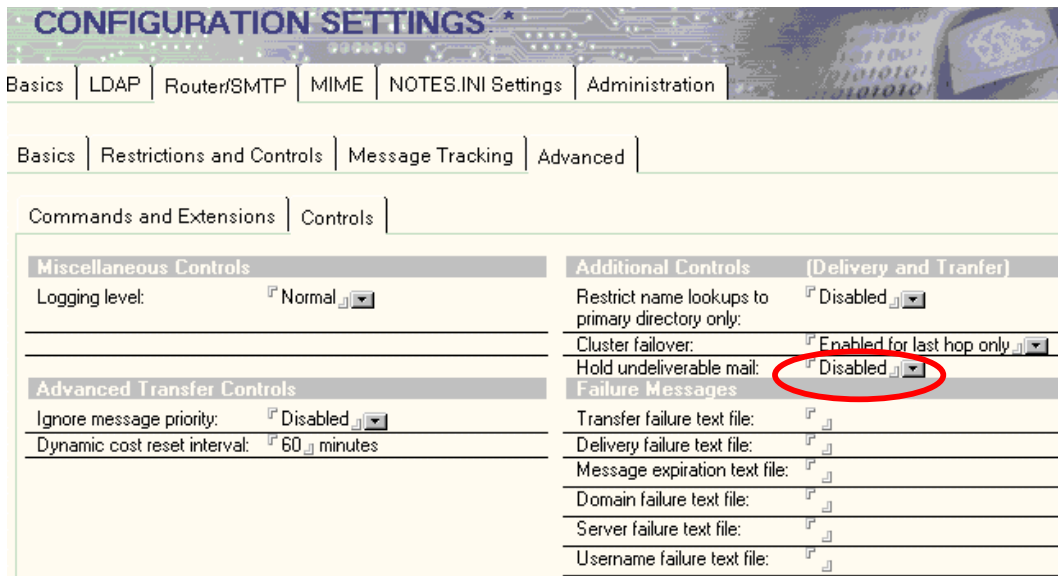 CONFIGURATION SETTINGS: *
Basics LDAP Router/SMTP MIME NOTES.INI Settings Administration
Basics Restrictions and Controls Message Tracking Advanced
Commands and Extensions Controls
Miscellaneous Controls
Logging level: Normal
Advanced Transfer Controls
Ignore message priority: Disabled
Dynamic cost reset interval: 60 minutes
Additional Controls (Delivery and Tranfer)
Restrict name lookups to Disabled
primary directory only:
Cluster failover: Enabled for last hop only
Hold undeliverable mail: Disabled
Failure Messages
Transfer failure text file:
Delivery failure text file:
Message expiration text file:
Domain failure text file:
Server failure text file:
Username failure text file: